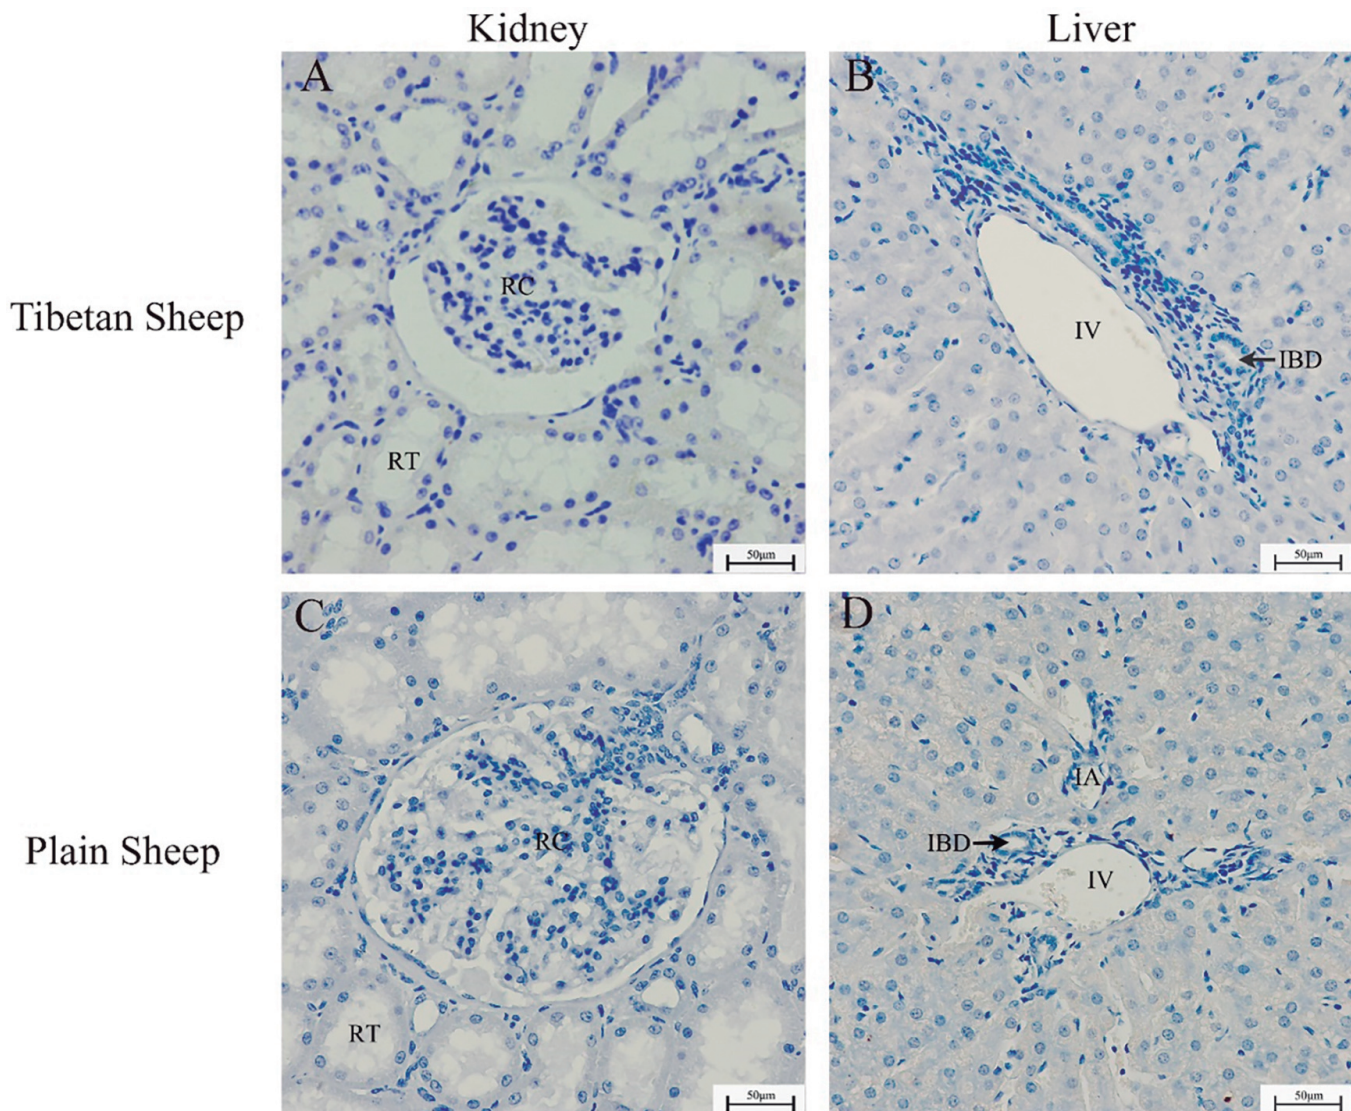 Kidney
Liver
Tibetan Sheep
A
RC
RT
50μm
B
IV
IBD
50μm
Plain Sheep
C
RC
RT
50μm
D
IA
IBD
IV
50μm